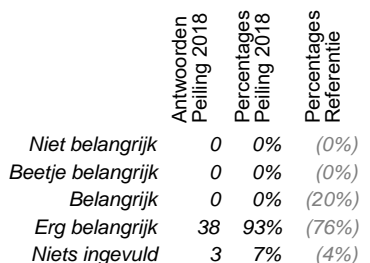 Antwoorden
Peiling 2018
Percentages
Peiling 2018
Percentages
Referentie
Niet belangrijk 0 0% (0%)
Beetje belangrijk 0 0% (0%)
Belangrijk 0 0% (20%)
Erg belangrijk 38 93% (76%)
Niets ingevuld 3 7% (4%)